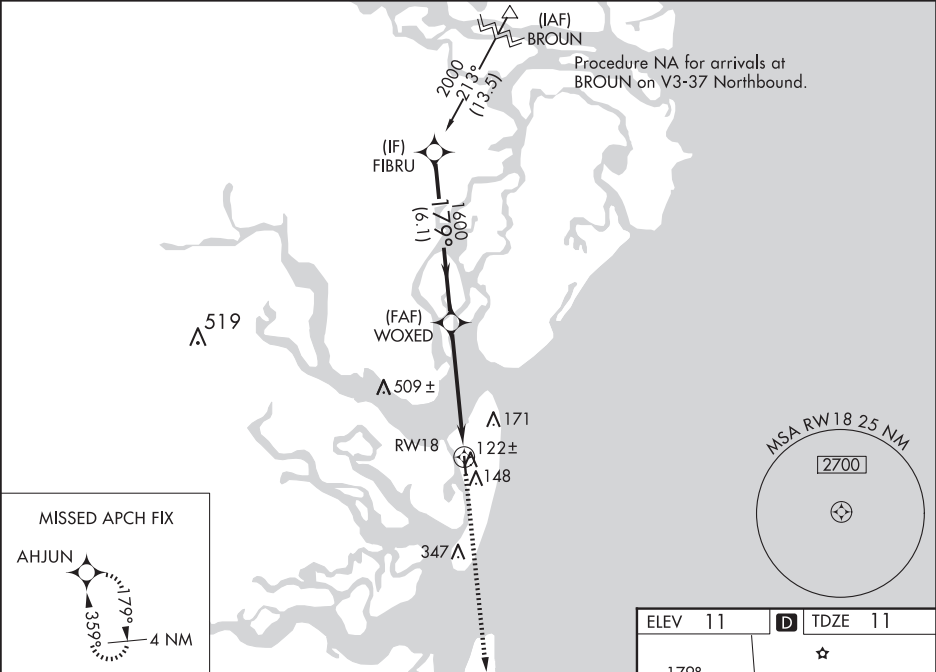 (IAF)
BROUN
Procedure NA for arrivals at
BROUN on V3-37 Northbound.
2000
213°
(13.5)
(IF)
FIBRU
1600
179°
(6.1)
519
(FAF)
WOXED
509 ±
171
RW18
122±
148
347
MSA RW18 25 NM
2700
MISSED APCH FIX
AHJUN
179°
359°
4 NM
ELEV 11
D
TDZE 11
179°